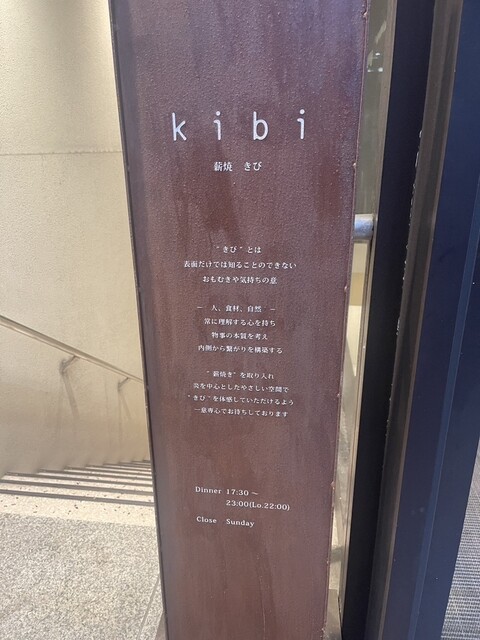 kibi
薪焼 きび
"きび"とは
表面だけでは知ることのできない
おもむきや気持ちの意
― 人、食材、自然 ―
常に理解する心を持ち
物事の本質を考え
内側から繋がりを構築する
"薪焼き"を取り入れ
炎を中心としたやさしい空間で
"きび"を体感していただけるよう
一意専心でお待ちしております
Dinner 17:30 ～
23:00(Lo.22:00)
Close Sunday